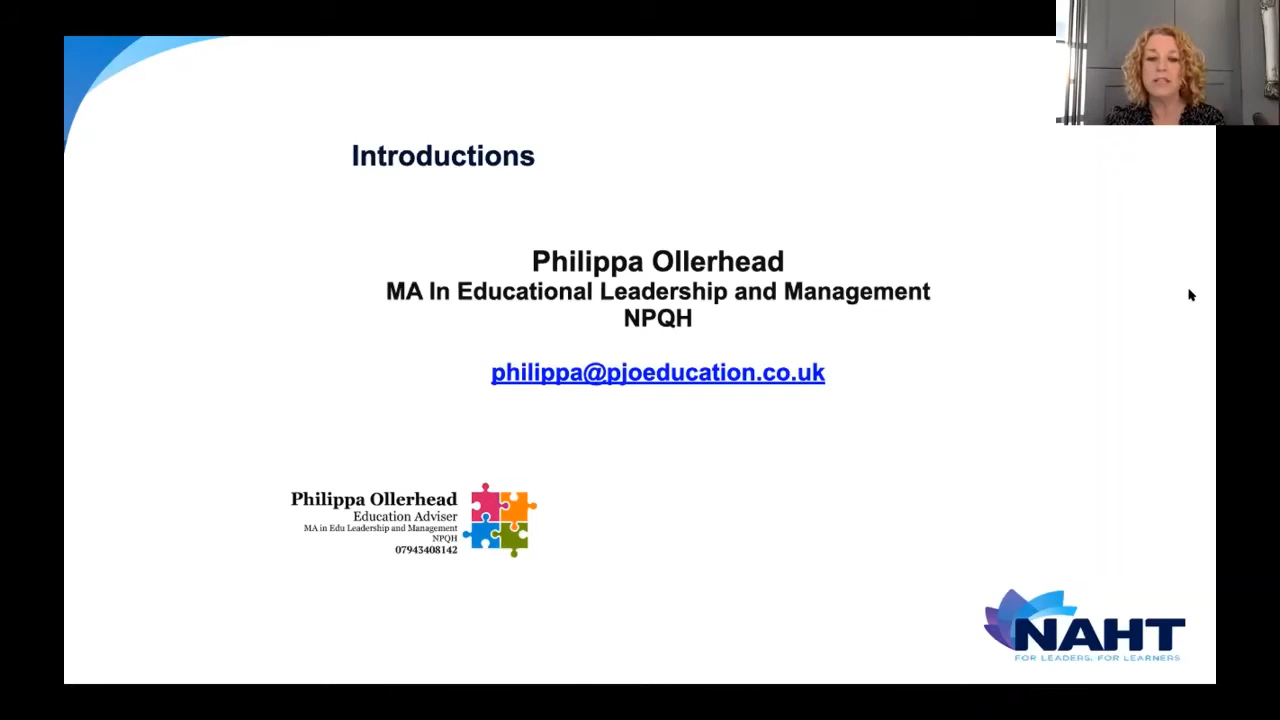 Introductions
Philippa Ollerhead
MA In Educational Leadership and Management
NPQH
philippa@pjoeducation.co.uk
Philippa Ollerhead
Education Adviser
MA in Edu Leadership and Management
NPQH
07943408142
NAHT
FOR LEADERS, FOR LEARNERS